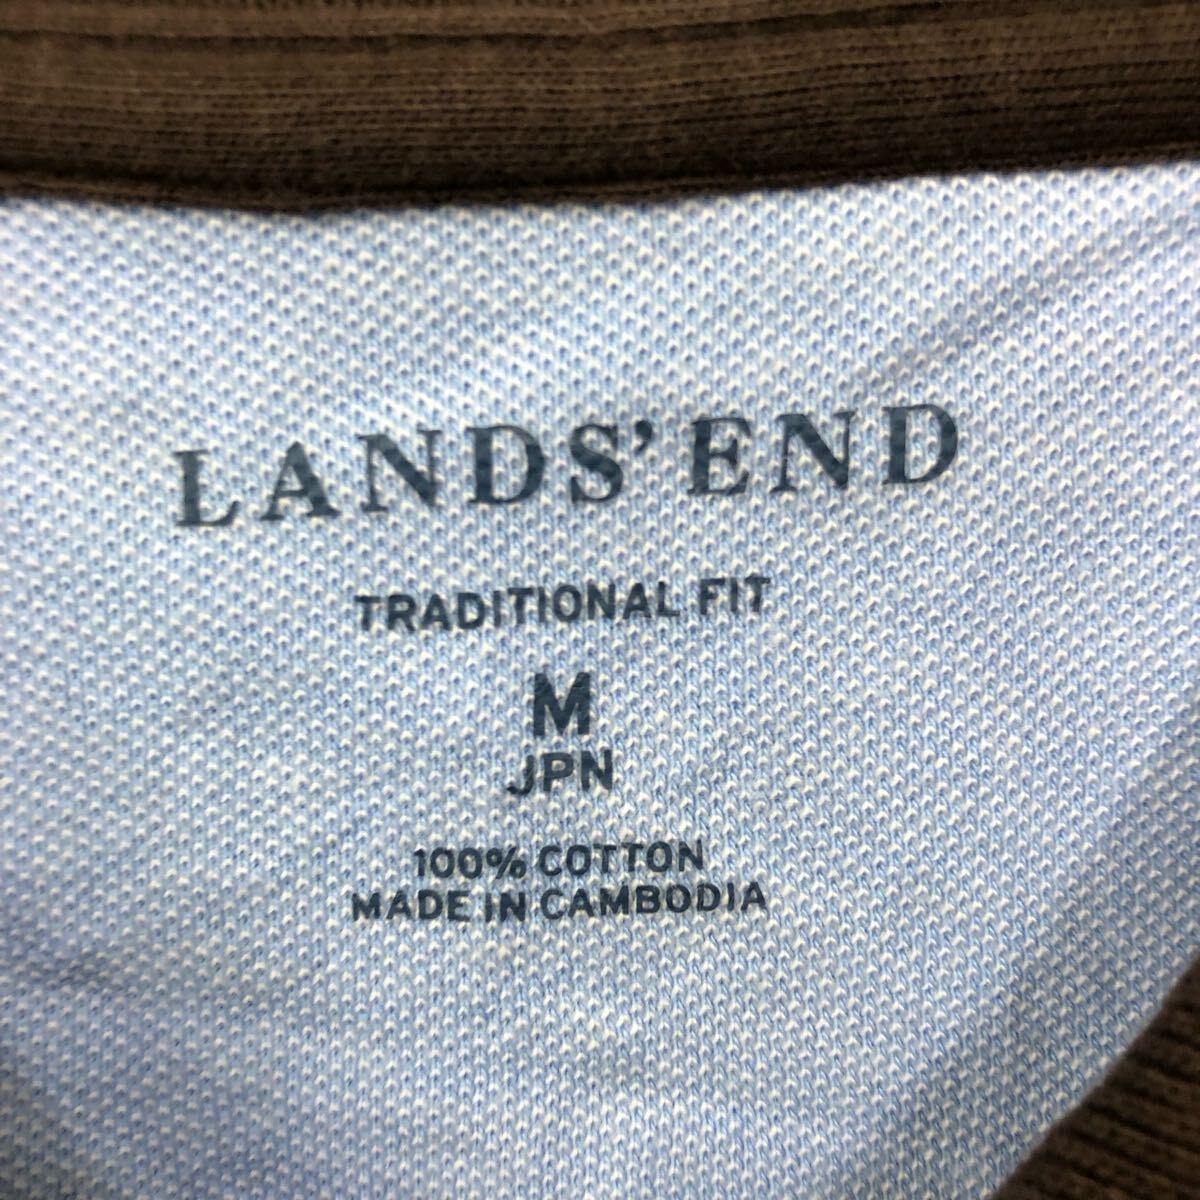 LANDS' END
TRADITIONAL FIT
M
JPN
100% COTTON
MADE IN CAMBODIA